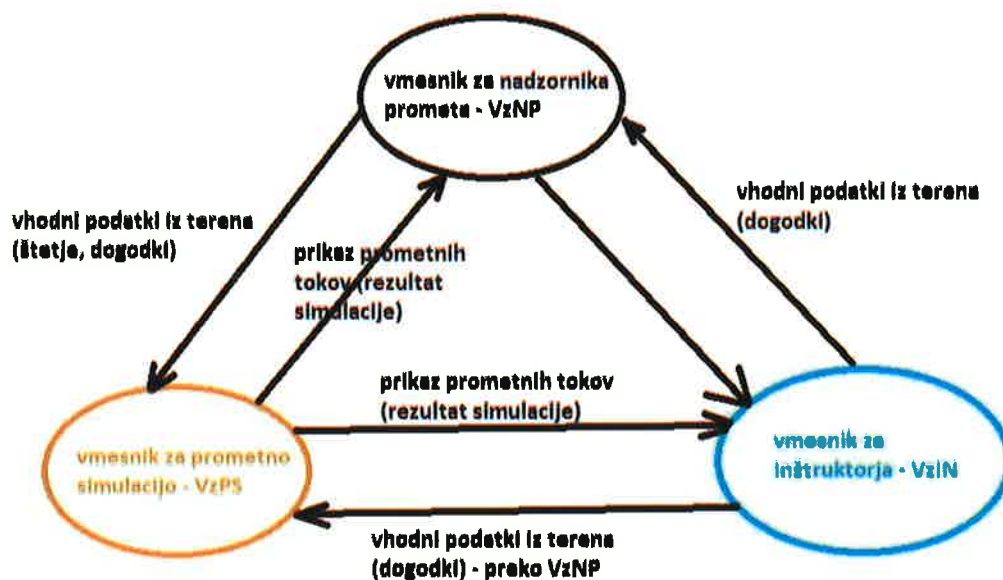 vmesnik za nadzornika
prometa - VzNP
vhodni podatki iz terena
(štetje, dogodki)
prikaz prometnih
tokov (rezultat
simulacije)
vhodni podatki iz terena
(dogodki)
prikaz prometnih tokov
(rezultat simulacije)
vmesnik za prometno
simulacijo - VzPS
vmesnik za
inštruktorja - VzIN
vhodni podatki iz terena
(dogodki) - preko VzNP